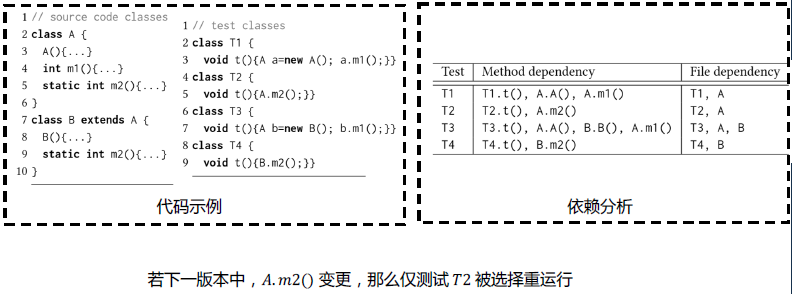 1 // source code classes
2 class A {
3 A(){...}
4 int m1(){...}
5 static int m2(){...}
6 }
7 class B extends A {
8 B(){...}
9 static int m2(){...}
10 }
1 // test classes
2 class T1 {
3 void t(){A a=new A(); a.m1();}}
4 class T2 {
5 void t(){A.m2();}}
6 class T3 {
7 void t(){A b=new B(); b.m1();}}
8 class T4 {
9 void t(){B.m2();}}
代码示例
Test Method dependency File dependency
T1 T1.t(), A.A(), A.m1() T1, A
T2 T2.t(), A.m2() T2, A
T3 T3.t(), A.A(), B.B(), A.m1() T3, A, B
T4 T4.t(), B.m2() T4, B
依赖分析
若下一版本中，A.m2() 变更，那么仅测试 T2 被选择重运行